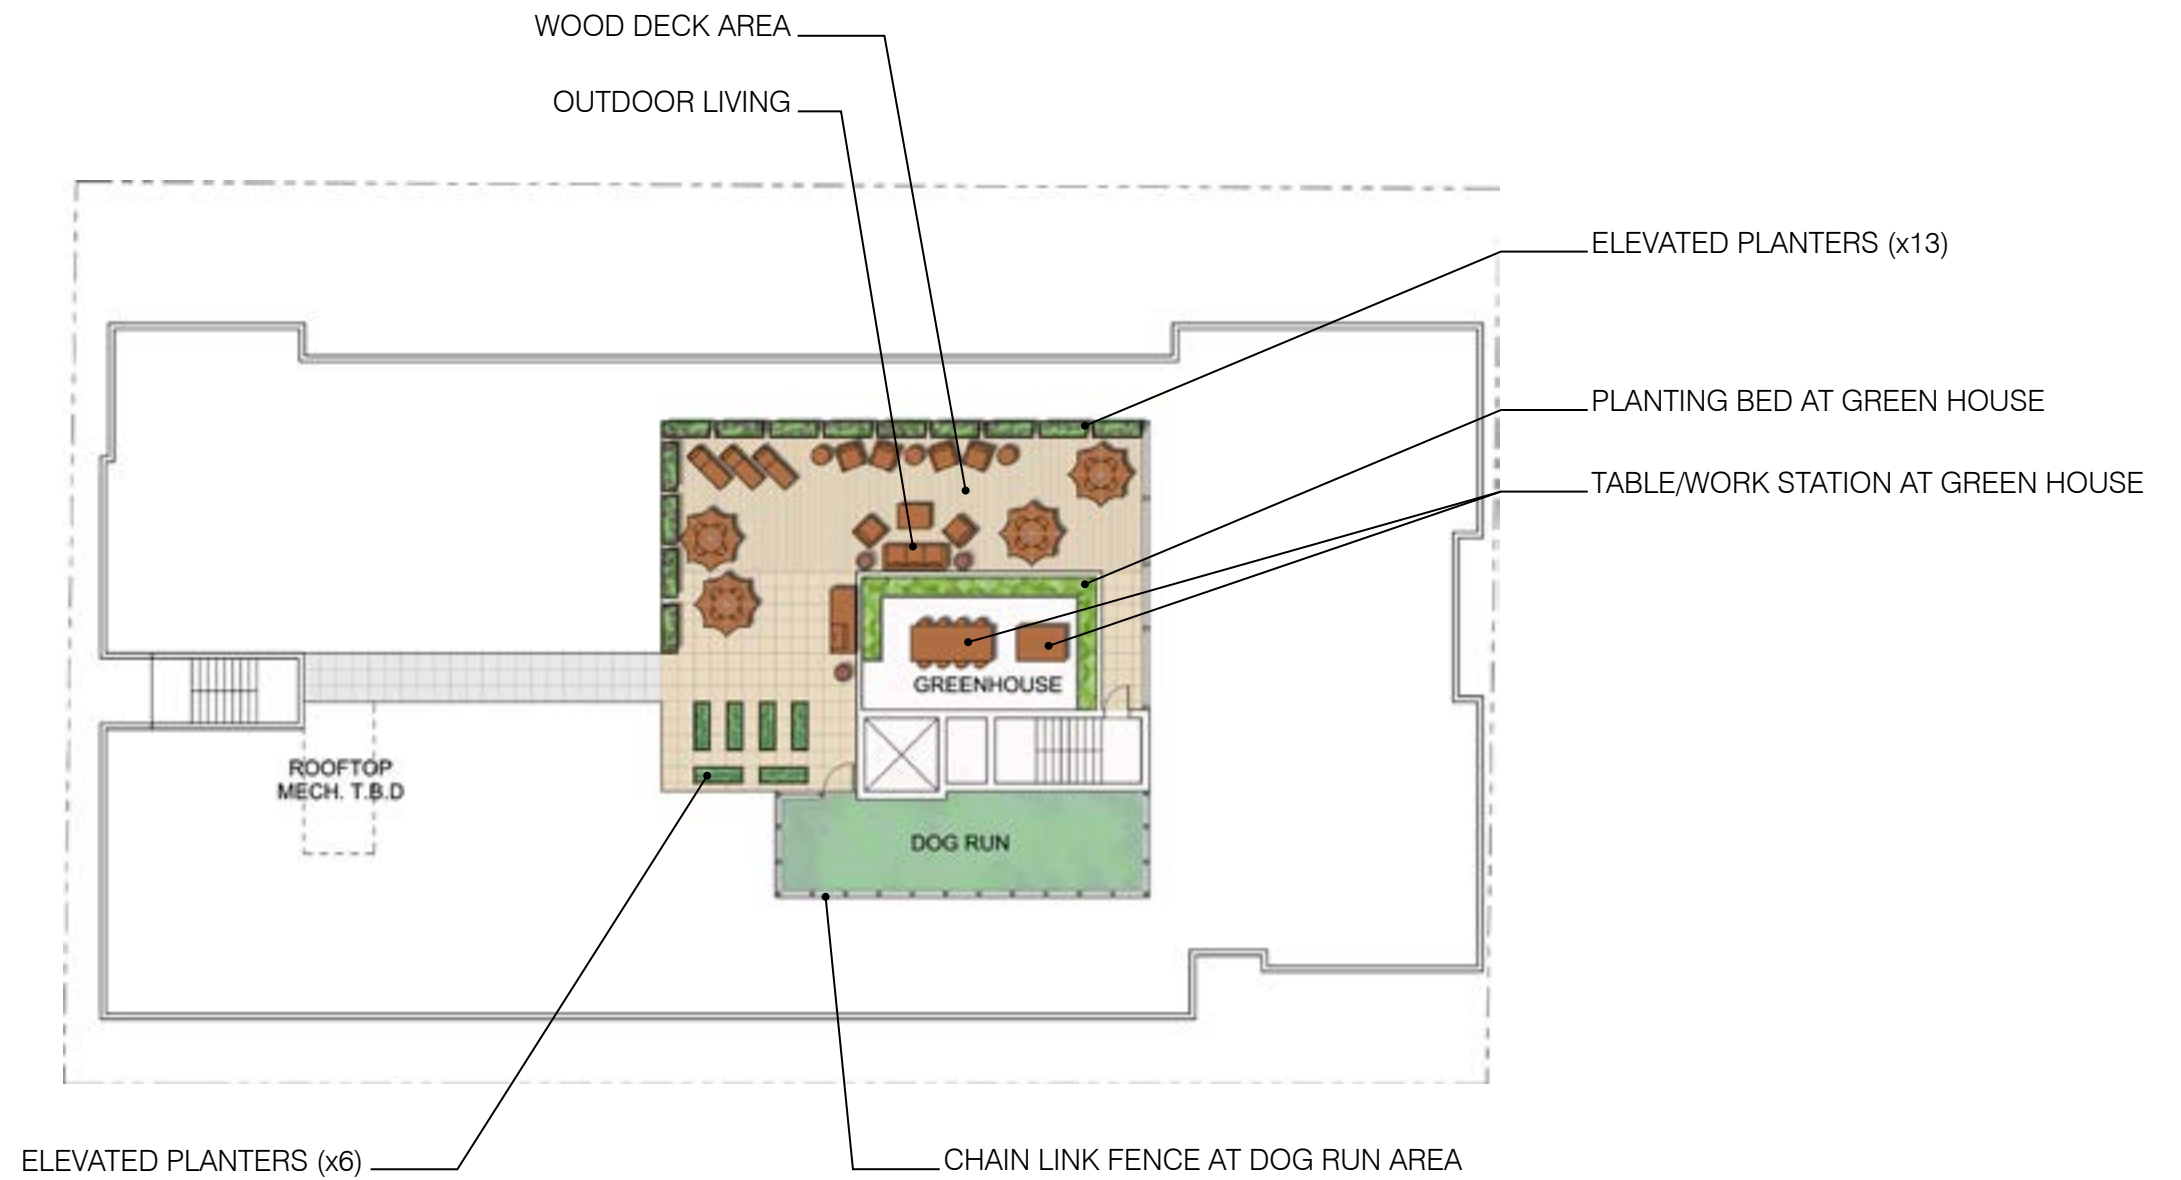 WOOD DECK AREA
OUTDOOR LIVING
ELEVATED PLANTERS (x13)
PLANTING BED AT GREEN HOUSE
TABLE/WORK STATION AT GREEN HOUSE
GREENHOUSE
ROOFTOP
MECH. T.B.D
DOG RUN
ELEVATED PLANTERS (x6)
CHAIN LINK FENCE AT DOG RUN AREA